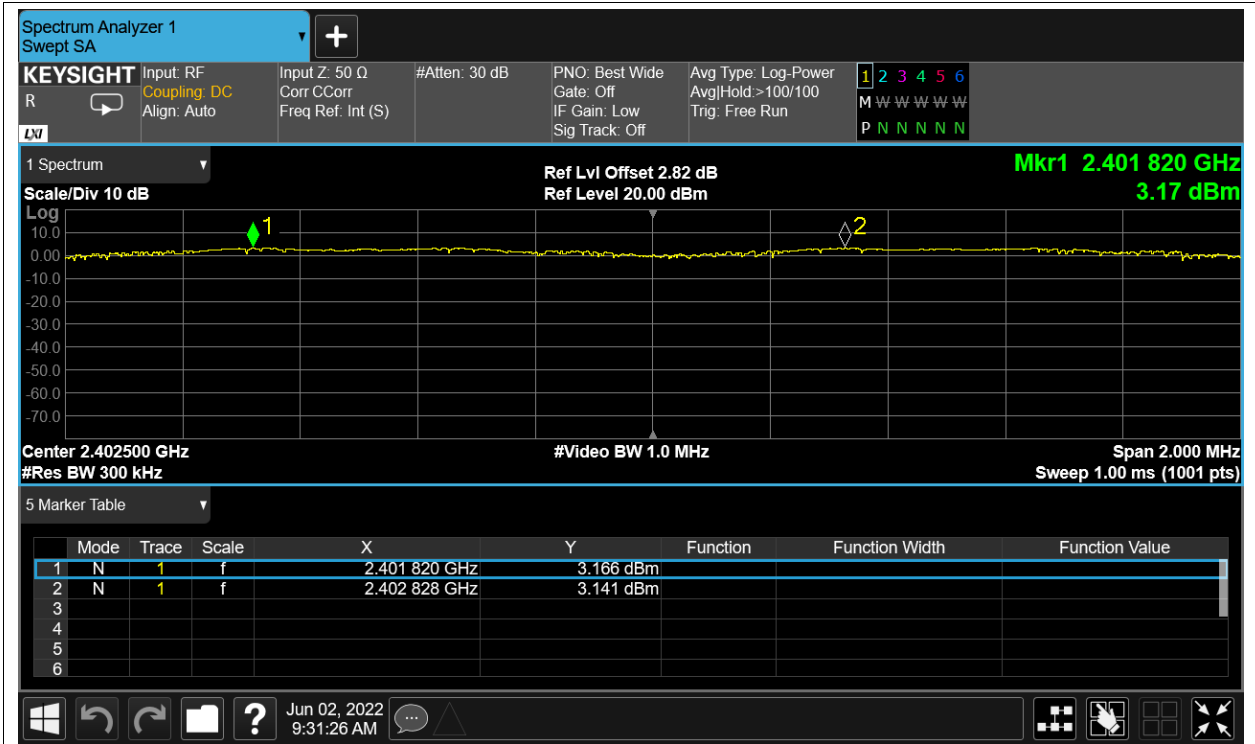 Spectrum Analyzer 1
Swept SA
KEYSIGHT
R
LXI
Input: RF
Coupling: DC
Align: Auto
Input Z: 50 Ω
Corr CCorr
Freq Ref: Int (S)
#Atten: 30 dB
PNO: Best Wide
Gate: Off
IF Gain: Low
Sig Track: Off
Avg Type: Log-Power
Avg|Hold:>100/100
Trig: Free Run
1 2 3 4 5 6
M W W W W W
P N N N N N
1 Spectrum
Scale/Div 10 dB
Ref Lvl Offset 2.82 dB
Ref Level 20.00 dBm
Mkr1 2.401 820 GHz
3.17 dBm
Log
10.0
0.00
-10.0
-20.0
-30.0
-40.0
-50.0
-60.0
-70.0
1
2
Center 2.402500 GHz
#Res BW 300 kHz
#Video BW 1.0 MHz
Span 2.000 MHz
Sweep 1.00 ms (1001 pts)
5 Marker Table
Mode Trace Scale X Y Function Function Width Function Value
1 N 1 f 2.401 820 GHz 3.166 dBm
2 N 1 f 2.402 828 GHz 3.141 dBm
3
4
5
6
?
Jun 02, 2022
9:31:26 AM